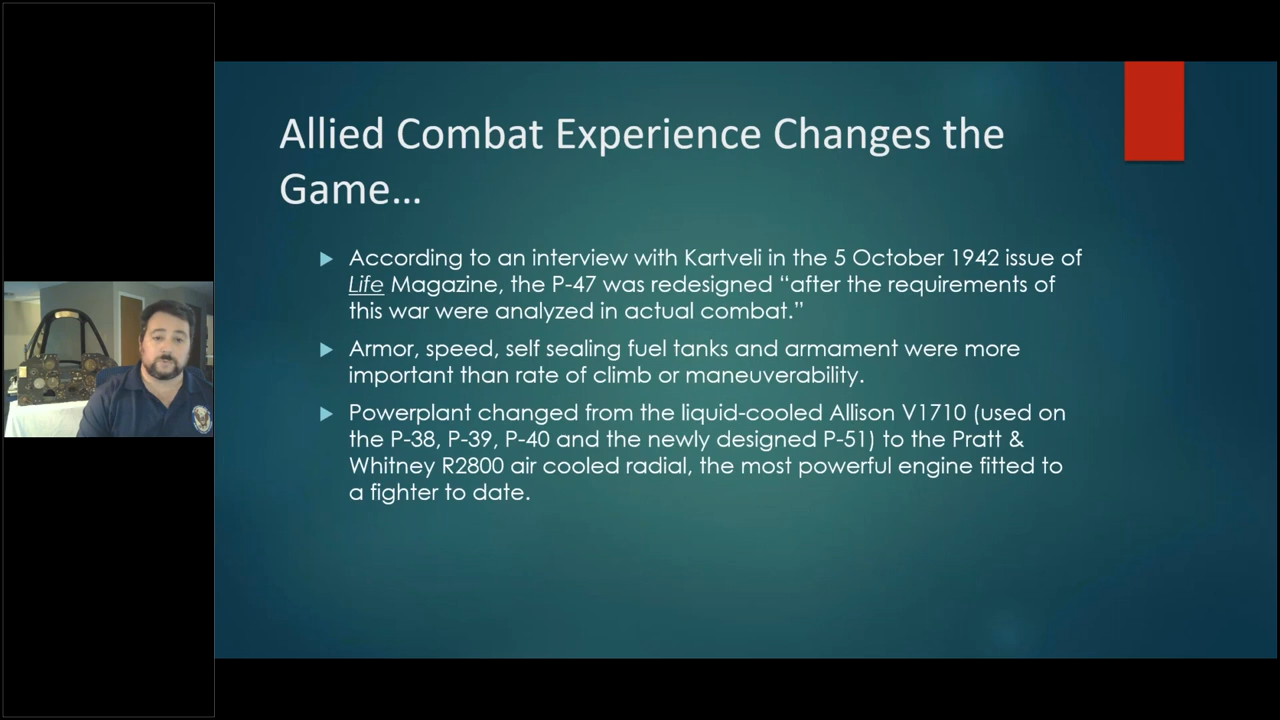 Allied Combat Experience Changes the
Game...
According to an interview with Kartveli in the 5 October 1942 issue of
Life Magazine, the P-47 was redesigned “after the requirements of
this war were analyzed in actual combat.”
Armor, speed, self sealing fuel tanks and armament were more
important than rate of climb or maneuverability.
Powerplant changed from the liquid-cooled Allison V1710 (used on
the P-38, P-39, P-40 and the newly designed P-51) to the Pratt &
Whitney R2800 air cooled radial, the most powerful engine fitted to
a fighter to date.